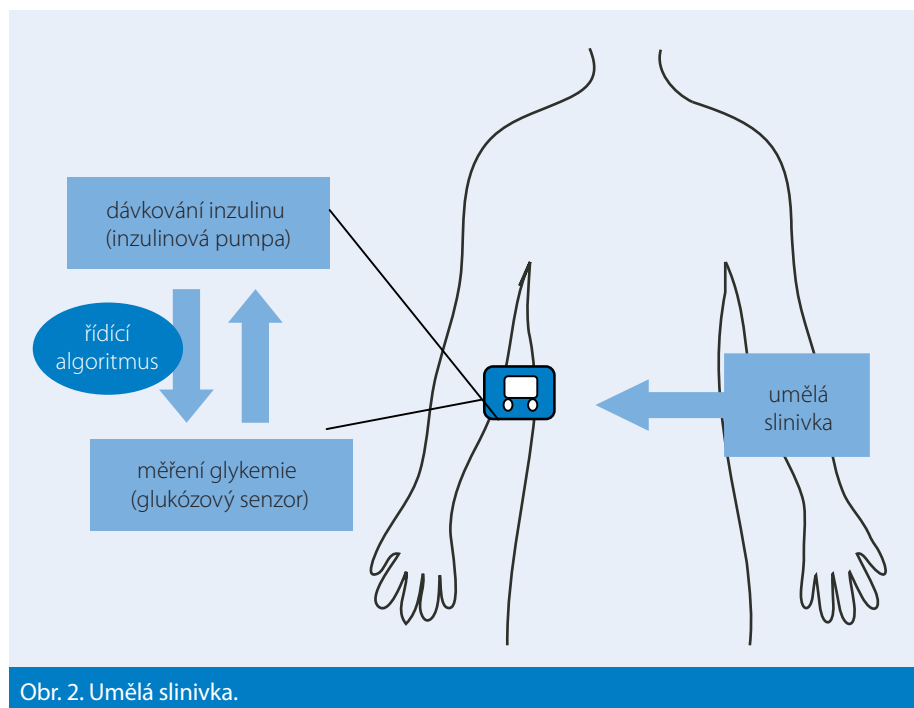 dávkování inzulinu
(inzulinová pumpa)
řídící
algoritmus
měření glykemie
(glukózový senzor)
umělá
slinivka
Obr. 2. Umělá slinivka.